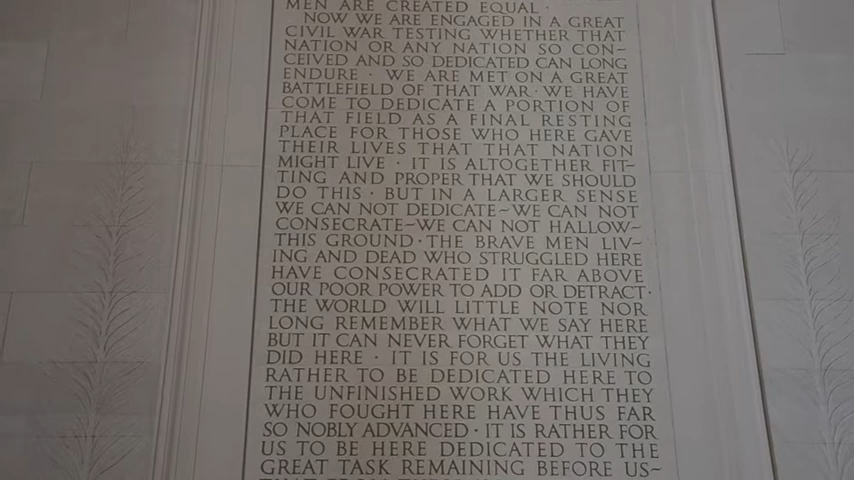 MEN ARE CREATED EQUAL ·
NOW WE ARE ENGAGED IN A GREAT
CIVIL WAR TESTING WHETHER THAT
NATION OR ANY NATION SO CON~
CEIVED AND SO DEDICATED CAN LONG
ENDURE · WE ARE MET ON A GREAT
BATTLEFIELD OF THAT WAR · WE HAVE
COME TO DEDICATE A PORTION OF
THAT FIELD AS A FINAL RESTING
PLACE FOR THOSE WHO HERE GAVE
THEIR LIVES THAT THAT NATION
MIGHT LIVE · IT IS ALTOGETHER FIT~
TING AND PROPER THAT WE SHOULD
DO THIS · BUT IN A LARGER SENSE
WE CAN NOT DEDICATE~WE CAN NOT
CONSECRATE~WE CAN NOT HALLOW~
THIS GROUND · THE BRAVE MEN LIV~
ING AND DEAD WHO STRUGGLED HERE
HAVE CONSECRATED IT FAR ABOVE
OUR POOR POWER TO ADD OR DETRACT ·
THE WORLD WILL LITTLE NOTE NOR
LONG REMEMBER WHAT WE SAY HERE
BUT IT CAN NEVER FORGET WHAT THEY
DID HERE · IT IS FOR US THE LIVING
RATHER TO BE DEDICATED HERE TO
THE UNFINISHED WORK WHICH THEY
WHO FOUGHT HERE HAVE THUS FAR
SO NOBLY ADVANCED · IT IS RATHER FOR
US TO BE HERE DEDICATED TO THE
GREAT TASK REMAINING BEFORE US~